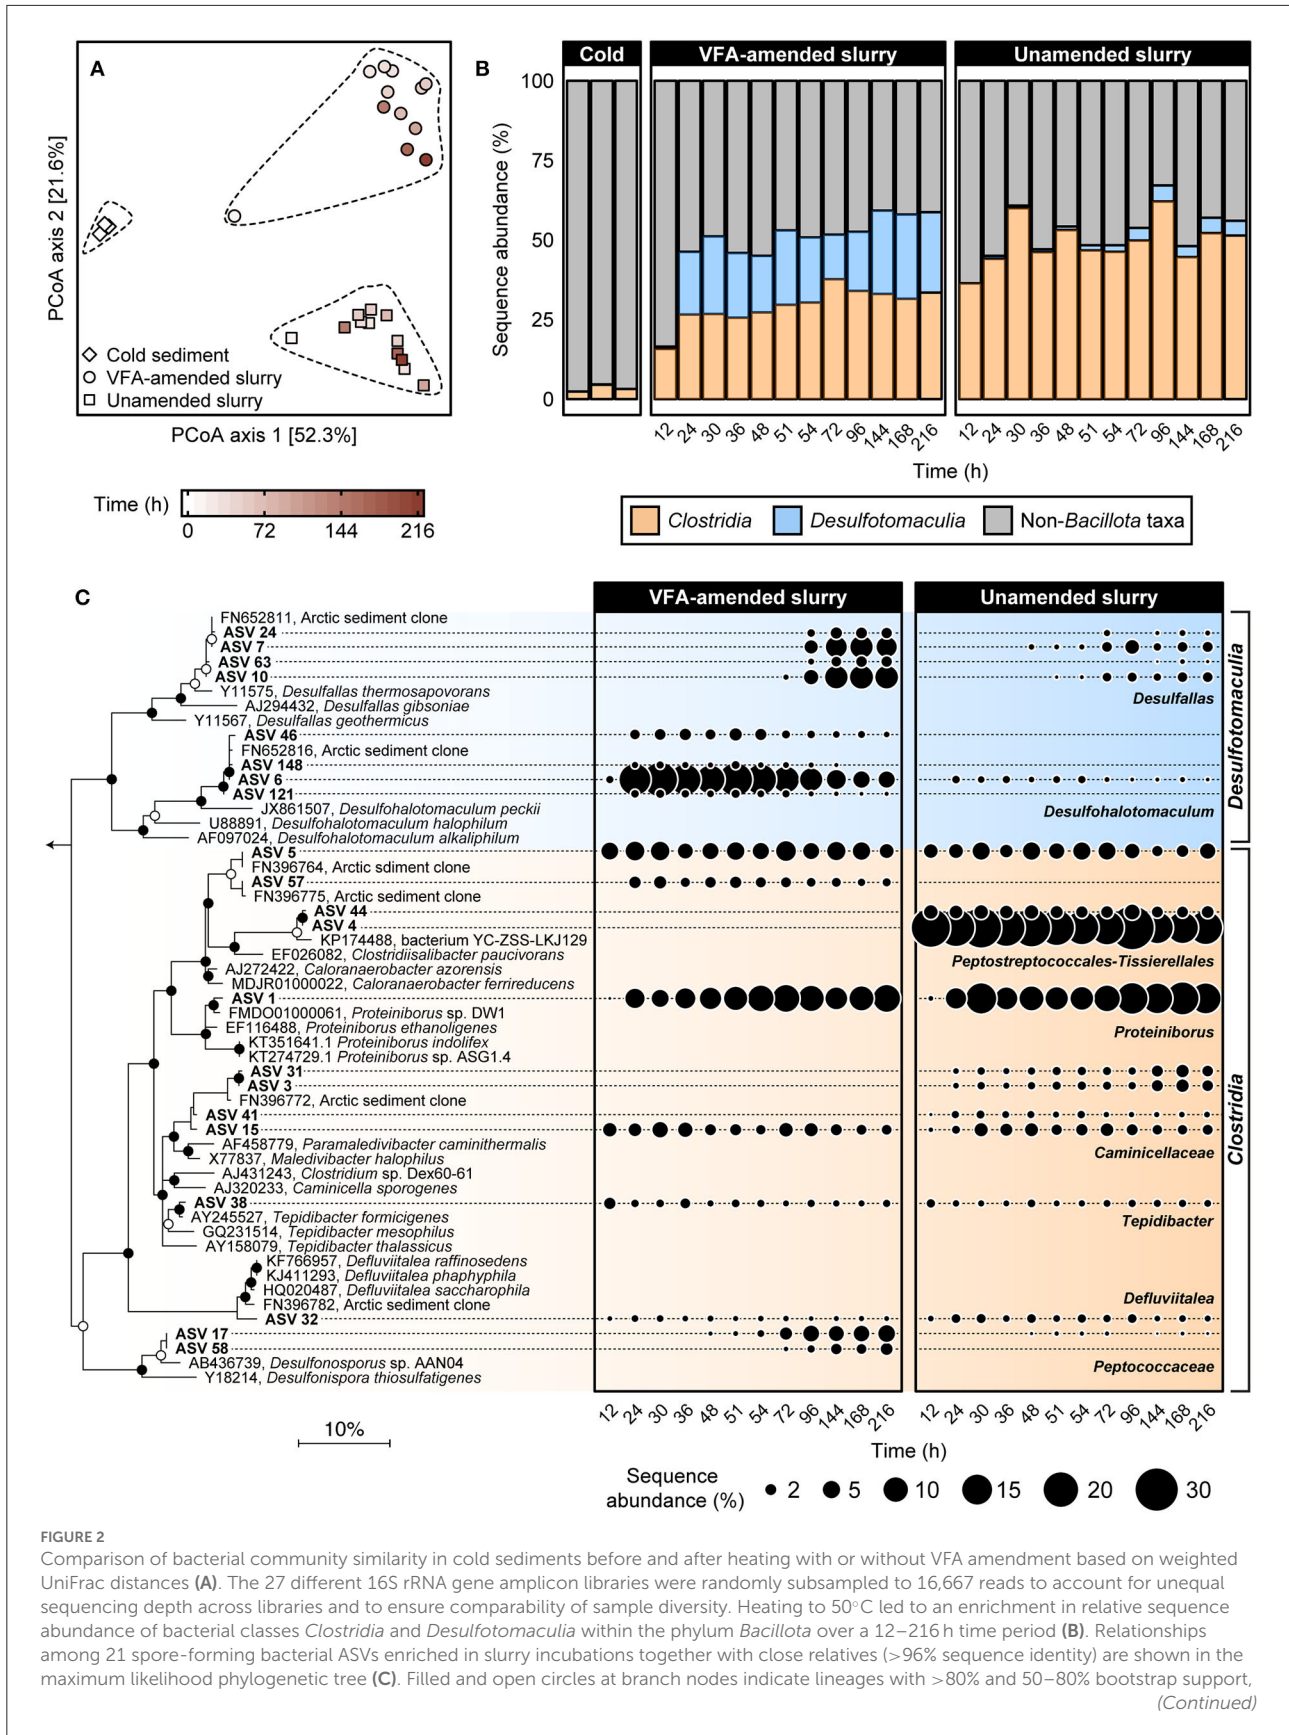 A
PCoA axis 2 [21.6%]
Cold sediment
VFA-amended slurry
Unamended slurry
PCoA axis 1 [52.3%]
Time (h)
0 72 144 216
B
Cold VFA-amended slurry Unamended slurry
Sequence abundance (%)
100
75
50
25
0
12 24 30 36 48 51 54 72 96 144 168 216 12 24 30 36 48 51 54 72 96 144 168 216
Time (h)
Clostridia Desulfotomaculia Non-Bacillota taxa
C
VFA-amended slurry Unamended slurry
FN652811, Arctic sediment clone
ASV 24
ASV 7
ASV 63
ASV 10
Y11575, Desulfallas thermosapovorans
Desulfallas
AJ294432, Desulfallas gibsoniae
Y11567, Desulfallas geothermicus
ASV 46
FN652816, Arctic sediment clone
ASV 148
ASV 6
ASV 121
JX861507, Desulfohalotomaculum peckii
Desulfohalotomaculum
U88891, Desulfohalotomaculum halophilum
AF097024, Desulfohalotomaculum alkaliphilum
Desulfotomaculia
ASV 5
FN396764, Arctic sdiment clone
ASV 57
FN396775, Arctic sediment clone
ASV 44
ASV 4
KP174488, bacterium YC-ZSS-LKJ129
EF026082, Clostridiisalibacter paucivorans
Peptostreptococcales-Tissierellales
AJ272422, Caloranaerobacter azorensis
MDJR01000022, Caloranaerobacter ferrireducens
ASV 1
FMDO01000061, Proteiniborus sp. DW1
EF116488, Proteiniborus ethanoligenes
Proteiniborus
KT351641.1 Proteiniborus indolifex
KT274729.1 Proteiniborus sp. ASG1.4
ASV 31
ASV 3
FN396772, Arctic sediment clone
ASV 41
ASV 15
AF458779, Paramaledivibacter caminithermalis
Caminicellaceae
X77837, Maledivibacter halophilus
AJ431243, Clostridium sp. Dex60-61
AJ320233, Caminicella sporogenes
ASV 38
AY245527, Tepidibacter formicigenes
Tepidibacter
GQ231514, Tepidibacter mesophilus
AY158079, Tepidibacter thalassicus
KF766957, Defluviitalea raffinosedens
KJ411293, Defluviitalea phaphyphila
HQ020487, Defluviitalea saccharophila
Defluviitalea
FN396782, Arctic sediment clone
ASV 32
ASV 17
ASV 58
AB436739, Desulfonosporus sp. AAN04
Peptococcaceae
Y18214, Desulfonispora thiosulfatigenes
Clostridia
12 24 30 36 48 51 54 72 96 144 168 216 12 24 30 36 48 51 54 72 96 144 168 216
10%
Time (h)
Sequence abundance (%) 2 5 10 15 20 30
FIGURE 2
Comparison of bacterial community similarity in cold sediments before and after heating with or without VFA amendment based on weighted
UniFrac distances (A). The 27 different 16S rRNA gene amplicon libraries were randomly subsampled to 16,667 reads to account for unequal
sequencing depth across libraries and to ensure comparability of sample diversity. Heating to 50°C led to an enrichment in relative sequence
abundance of bacterial classes Clostridia and Desulfotomaculia within the phylum Bacillota over a 12–216 h time period (B). Relationships
among 21 spore-forming bacterial ASVs enriched in slurry incubations together with close relatives (>96% sequence identity) are shown in the
maximum likelihood phylogenetic tree (C). Filled and open circles at branch nodes indicate lineages with >80% and 50–80% bootstrap support,
(Continued)